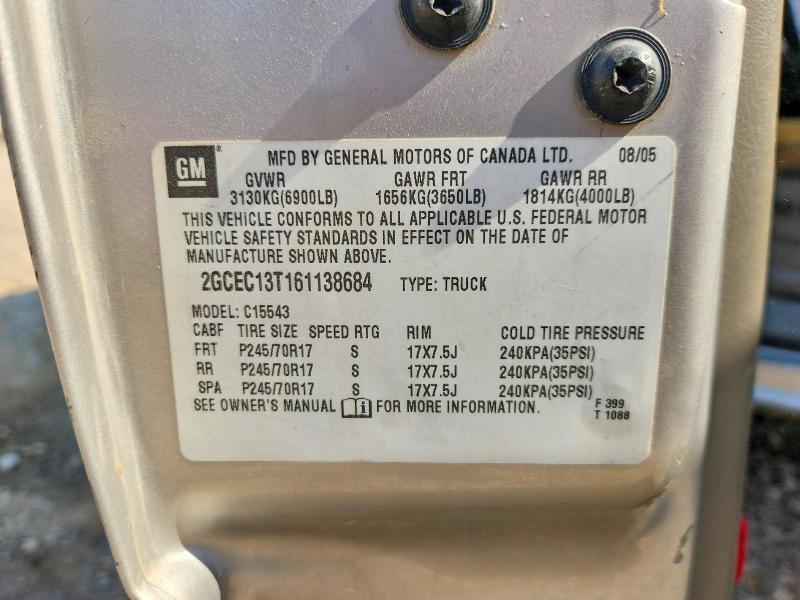 GM MFD BY GENERAL MOTORS OF CANADA LTD. 08/05
GVWR GAWR FRT GAWR RR
3130KG(6900LB) 1656KG(3650LB) 1814KG(4000LB)
THIS VEHICLE CONFORMS TO ALL APPLICABLE U.S. FEDERAL MOTOR
VEHICLE SAFETY STANDARDS IN EFFECT ON THE DATE OF
MANUFACTURE SHOWN ABOVE.
2GCEC13T161138684 TYPE: TRUCK
MODEL: C15543
CABF TIRE SIZE SPEED RTG RIM COLD TIRE PRESSURE
FRT P245/70R17 S 17X7.5J 240KPA(35PSI)
RR P245/70R17 S 17X7.5J 240KPA(35PSI)
SPA P245/70R17 S 17X7.5J 240KPA(35PSI)
SEE OWNER'S MANUAL i FOR MORE INFORMATION. F 399
T 1088